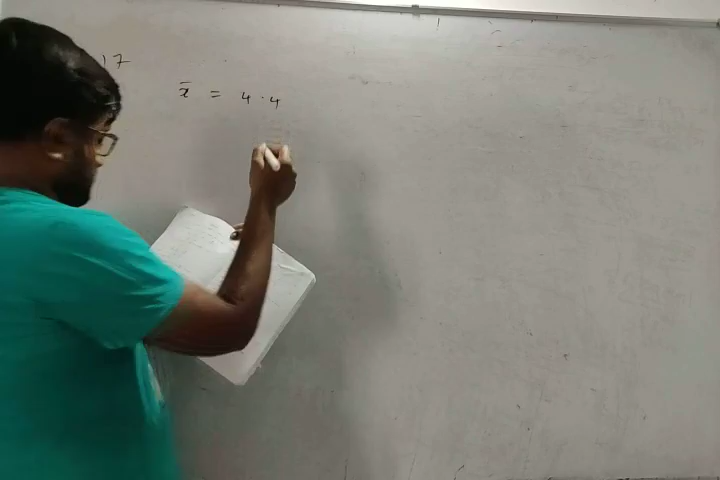 17
x̄ = 4·4